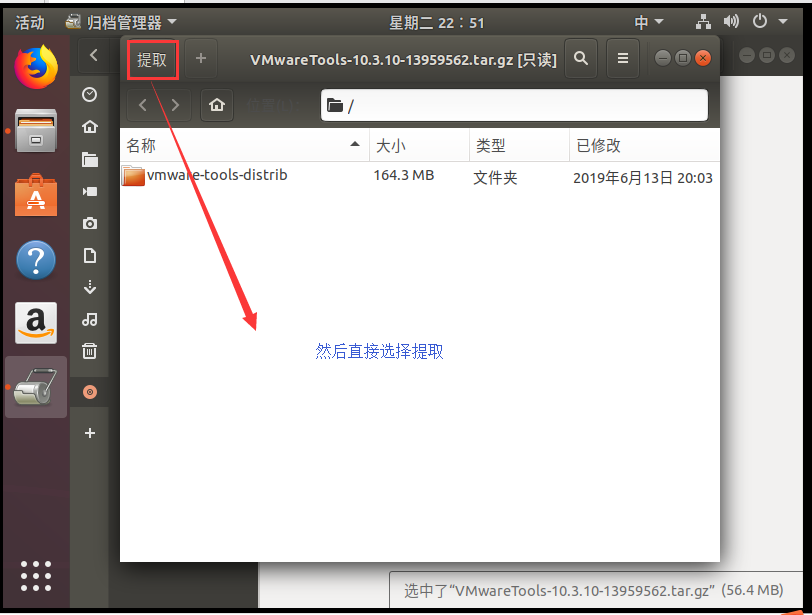 活动 归档管理器 星期二 22：51 中
提取 + VMwareTools-10.3.10-13959562.tar.gz [只读]
位置(L):
/
名称 大小 类型 已修改
vmware-tools-distrib 164.3 MB 文件夹 2019年6月13日 20:03
然后直接选择提取
选中了“VMwareTools-10.3.10-13959562.tar.gz” (56.4 MB)